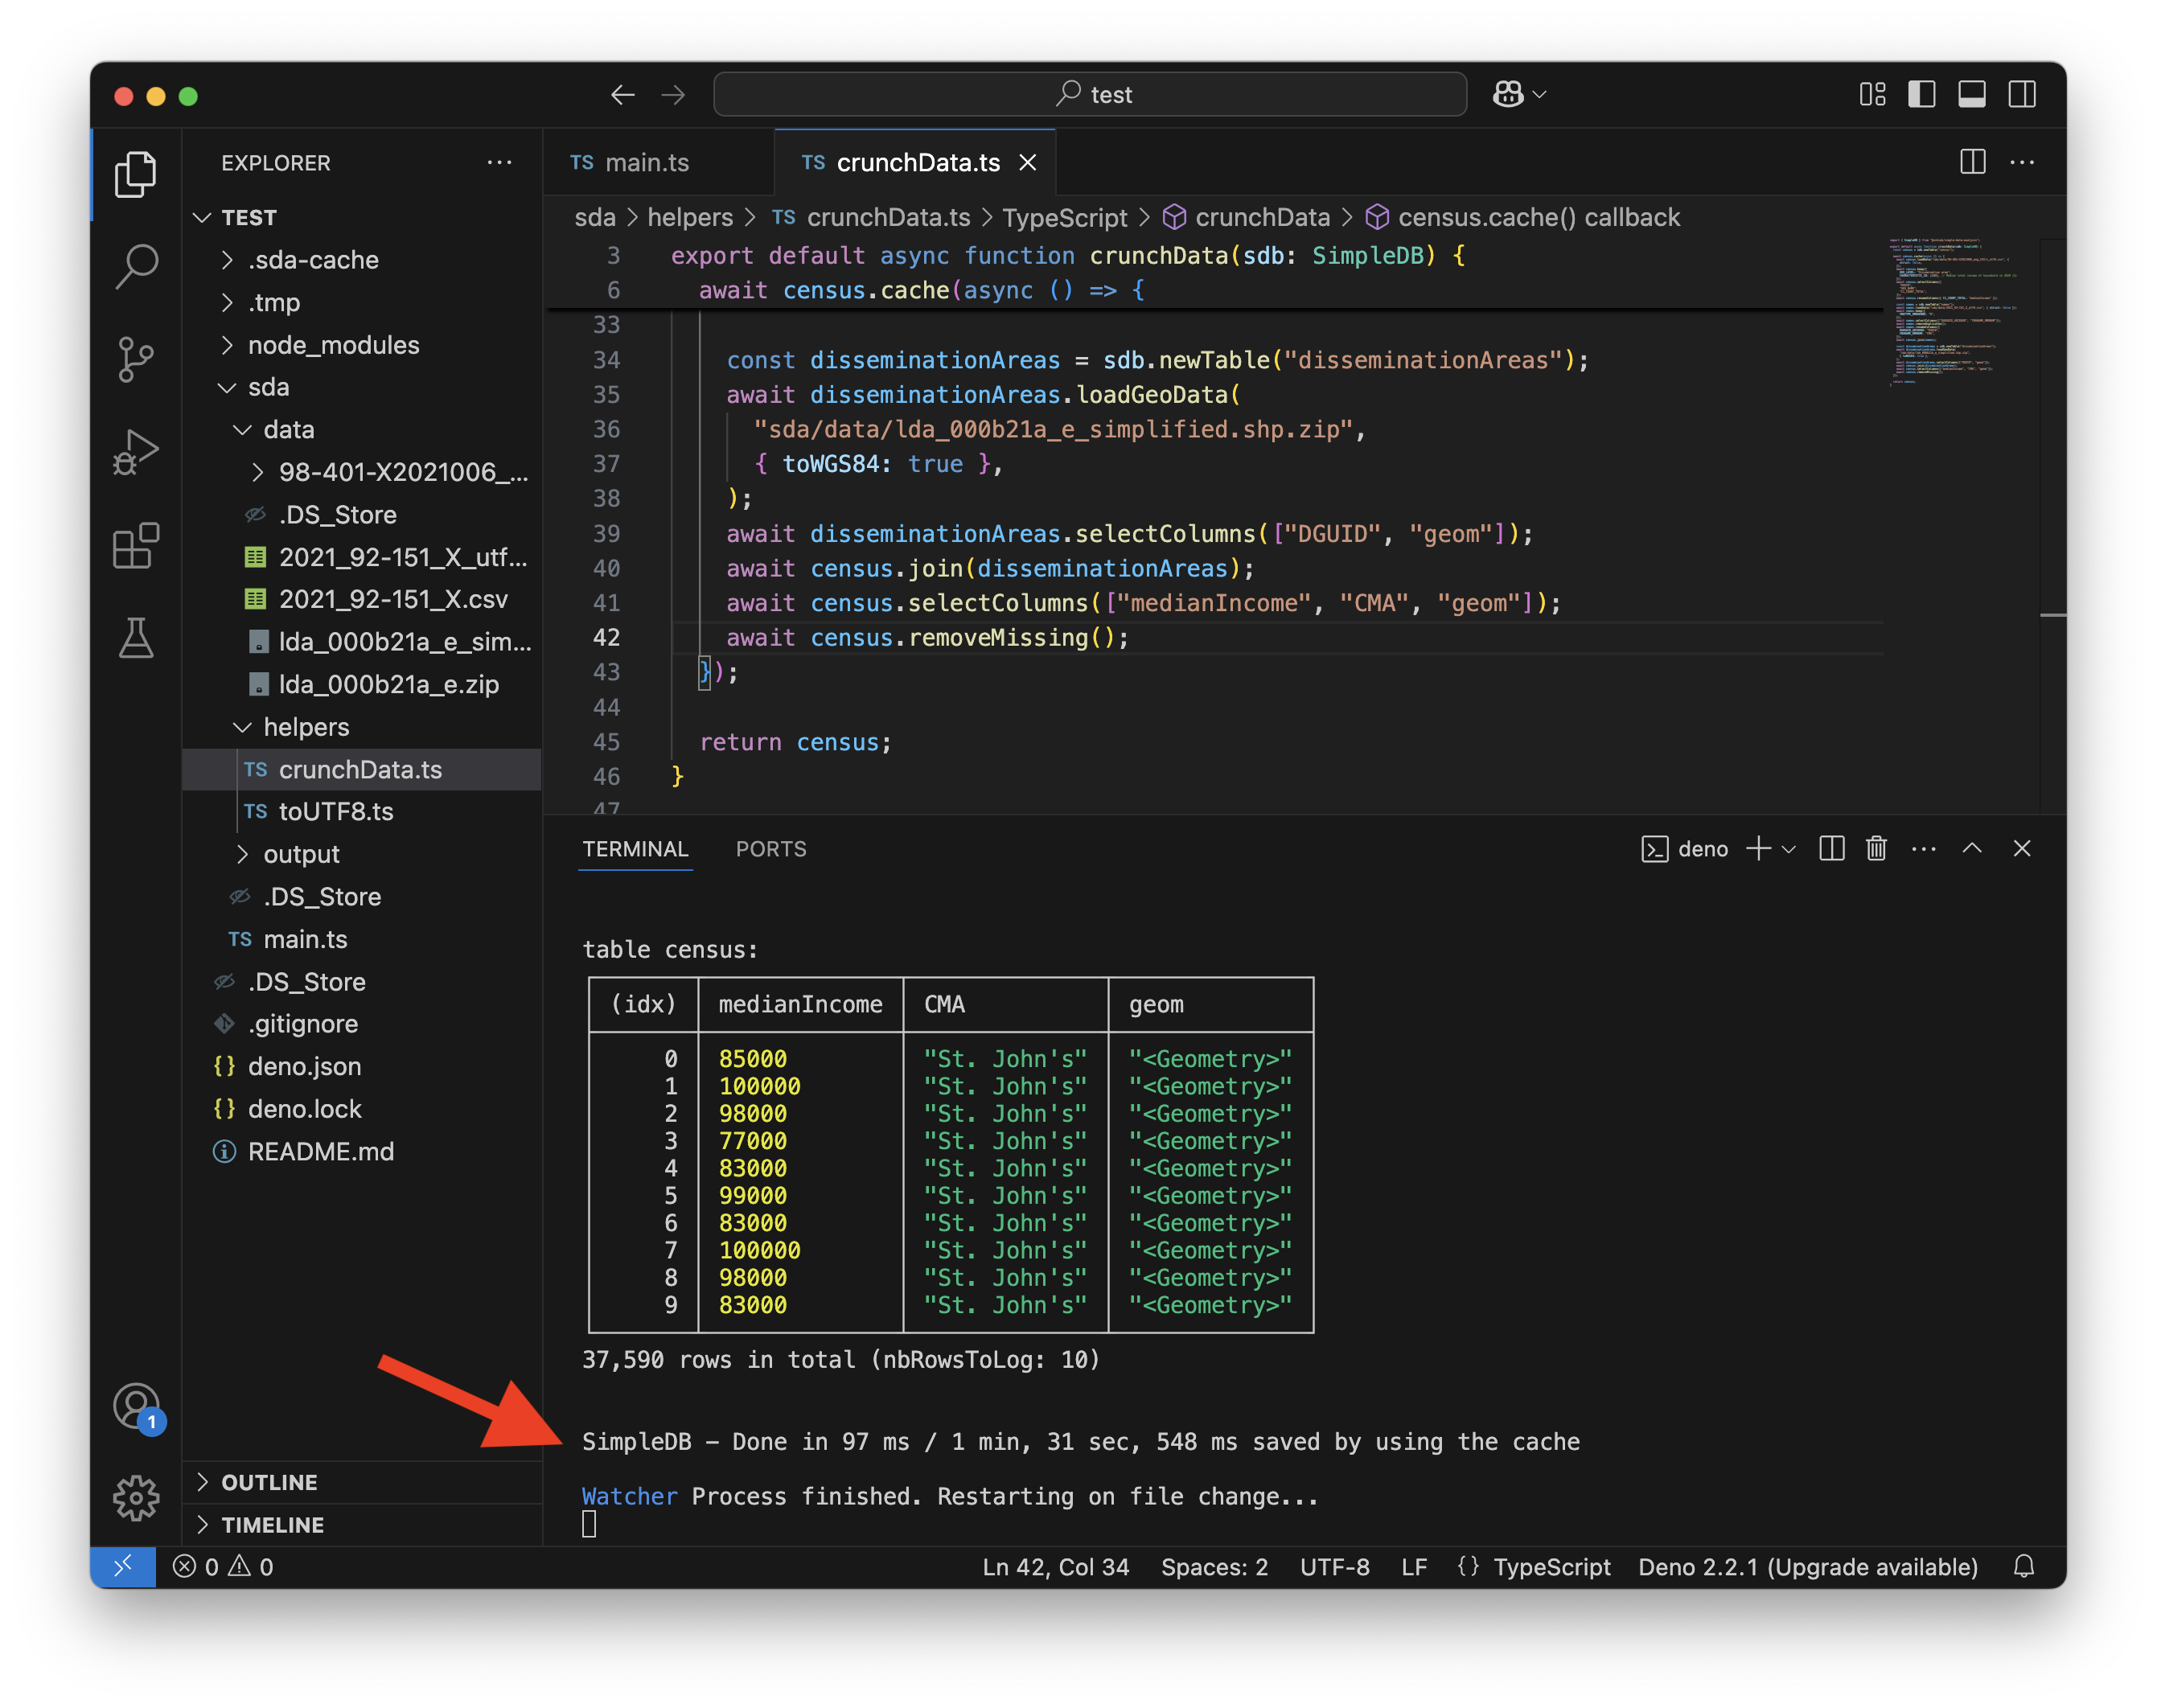 test
EXPLORER
TEST
.sda-cache
.tmp
node_modules
sda
data
98-401-X2021006_...
.DS_Store
2021_92-151_X_utf...
2021_92-151_X.csv
lda_000b21a_e_sim...
lda_000b21a_e.zip
helpers
TS crunchData.ts
TS toUTF8.ts
output
.DS_Store
TS main.ts
.DS_Store
.gitignore
{} deno.json
{} deno.lock
README.md
OUTLINE
TIMELINE
1
TS main.ts
TS crunchData.ts
sda > helpers > TS crunchData.ts > TypeScript > crunchData > census.cache() callback
3 export default async function crunchData(sdb: SimpleDB) {
6 await census.cache(async () => {
33
34 const disseminationAreas = sdb.newTable("disseminationAreas");
35 await disseminationAreas.loadGeoData(
36 "sda/data/lda_000b21a_e_simplified.shp.zip",
37 { toWGS84: true },
38 );
39 await disseminationAreas.selectColumns(["DGUID", "geom"]);
40 await census.join(disseminationAreas);
41 await census.selectColumns(["medianIncome", "CMA", "geom"]);
42 await census.removeMissing();
43 });
44
45 return census;
46 }
47
TERMINAL PORTS
deno
table census:
(idx) medianIncome CMA geom
0 85000 "St. John's" "<Geometry>"
1 100000 "St. John's" "<Geometry>"
2 98000 "St. John's" "<Geometry>"
3 77000 "St. John's" "<Geometry>"
4 83000 "St. John's" "<Geometry>"
5 99000 "St. John's" "<Geometry>"
6 83000 "St. John's" "<Geometry>"
7 100000 "St. John's" "<Geometry>"
8 98000 "St. John's" "<Geometry>"
9 83000 "St. John's" "<Geometry>"
37,590 rows in total (nbRowsToLog: 10)
SimpleDB – Done in 97 ms / 1 min, 31 sec, 548 ms saved by using the cache
Watcher Process finished. Restarting on file change...
0 0 Ln 42, Col 34 Spaces: 2 UTF-8 LF {} TypeScript Deno 2.2.1 (Upgrade available)